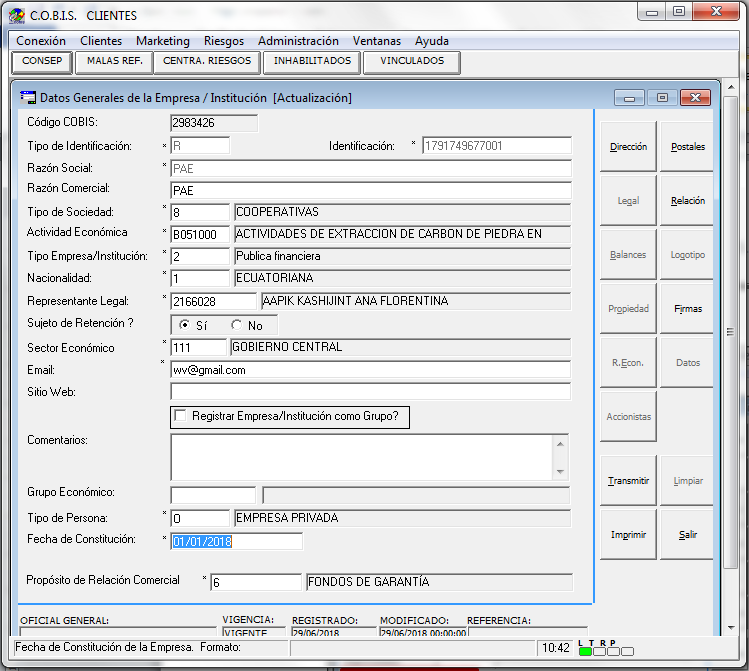 C.O.B.I.S.   CLIENTES
Conexión Clientes Marketing Riesgos Administración Ventanas Ayuda
CONSEP MALAS REF. CENTRA. RIESGOS INHABILITADOS VINCULADOS
Datos Generales de la Empresa / Institución [Actualización]
Código COBIS: 2983426
Tipo de Identificación: * R Identificación: * 1791749677001
Razón Social: * PAE
Razón Comercial: PAE
Tipo de Sociedad: * 8 COOPERATIVAS
Actividad Económica * B051000 ACTIVIDADES DE EXTRACCION DE CARBON DE PIEDRA EN
Tipo Empresa/Institución: * 2 Publica financiera
Nacionalidad: * 1 ECUATORIANA
Representante Legal: * 2166028 AAPIK KASHIJINT ANA FLORENTINA
Sujeto de Retención ? Sí No
Sector Económico * 111 GOBIERNO CENTRAL
Email: * wv@gmail.com
Sitio Web:
Registrar Empresa/Institución como Grupo?
Comentarios:
Grupo Económico:
Tipo de Persona: * O EMPRESA PRIVADA
Fecha de Constitución: * 01/01/2018
Propósito de Relación Comercial * 6 FONDOS DE GARANTÍA
Dirección Postales
Legal Relación
Balances Logotipo
Propiedad Firmas
R.Econ. Datos
Accionistas
Transmitir Limpiar
Imprimir Salir
OFICIAL GENERAL: VIGENCIA: REGISTRADO: MODIFICADO: REFERENCIA:
VIGENTE 29/06/2018 29/06/2018 00:00:00
Fecha de Constitución de la Empresa. Formato: 10:42 L T R P